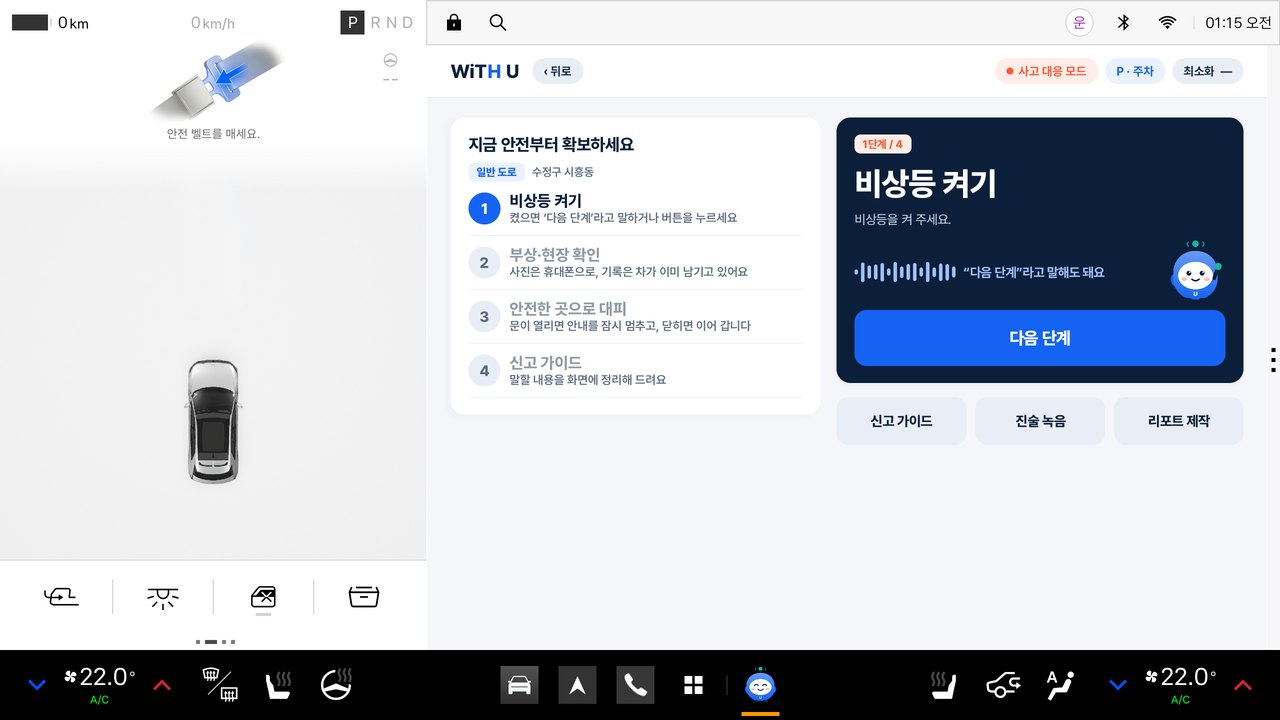 0 km
0 km/h
P R N D
안전 벨트를 매세요.
운
01:15 오전
WiTH U
‹ 뒤로
사고 대응 모드
P · 주차
최소화 —
지금 안전부터 확보하세요
일반 도로
수정구 시흥동
1
비상등 켜기
켰으면 ‘다음 단계’라고 말하거나 버튼을 누르세요
2
부상·현장 확인
사진은 휴대폰으로, 기록은 차가 이미 남기고 있어요
3
안전한 곳으로 대피
문이 열리면 안내를 잠시 멈추고, 닫히면 이어 갑니다
4
신고 가이드
말할 내용을 화면에 정리해 드려요
1단계 / 4
비상등 켜기
비상등을 켜 주세요.
“다음 단계”라고 말해도 돼요
U
다음 단계
신고 가이드
진술 녹음
리포트 제작
22.0°
A/C
A
22.0°
A/C